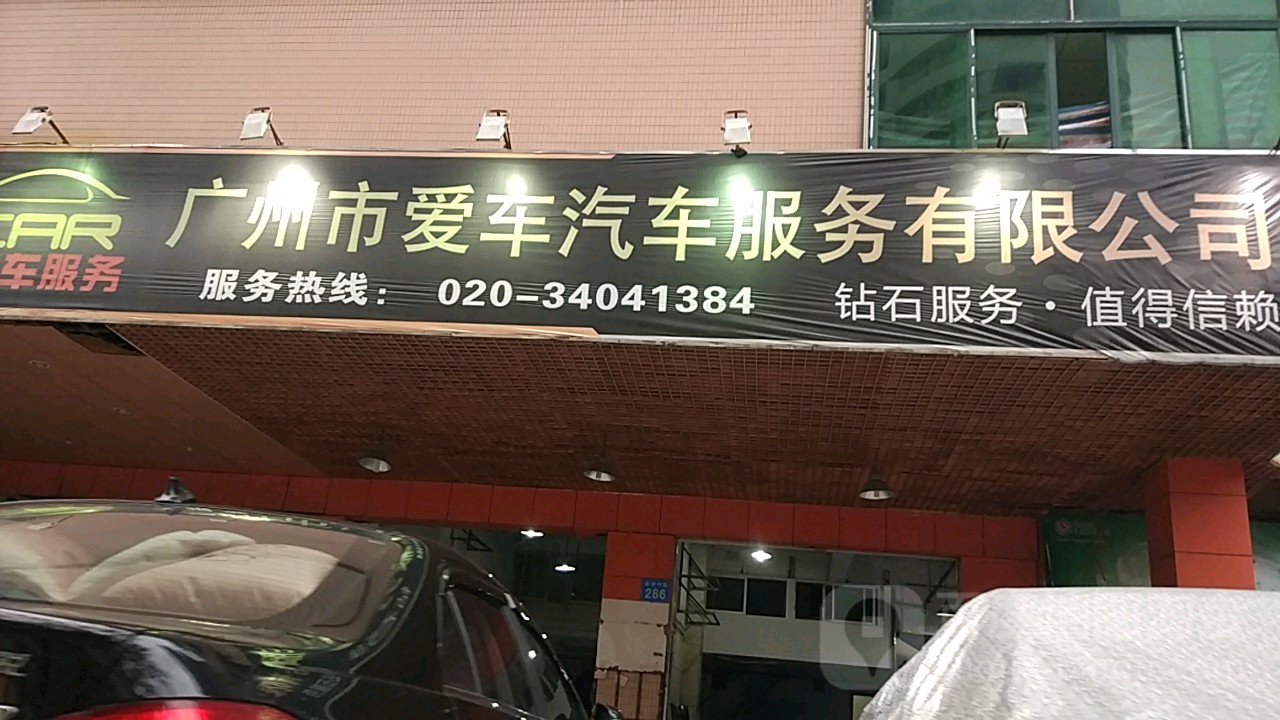 CAR
车服务
广州市爱车汽车服务有限公司
服务热线： 020-34041384
钻石服务·值得信赖
286